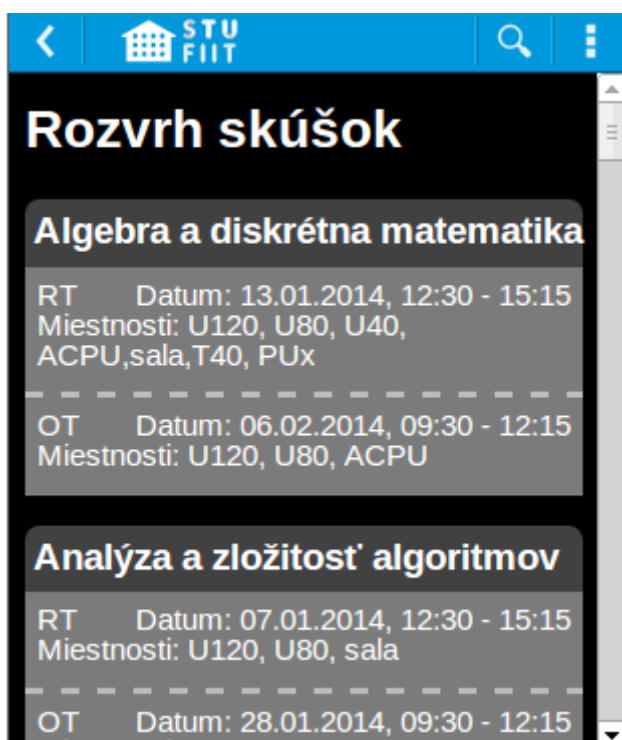 STU
FIIT
Rozvrh skúšok
Algebra a diskrétna matematika
RT Datum: 13.01.2014, 12:30 - 15:15
Miestnosti: U120, U80, U40,
ACPU,sala,T40, PUx
OT Datum: 06.02.2014, 09:30 - 12:15
Miestnosti: U120, U80, ACPU
Analýza a zložitosť algoritmov
RT Datum: 07.01.2014, 12:30 - 15:15
Miestnosti: U120, U80, sala
OT Datum: 28.01.2014, 09:30 - 12:15